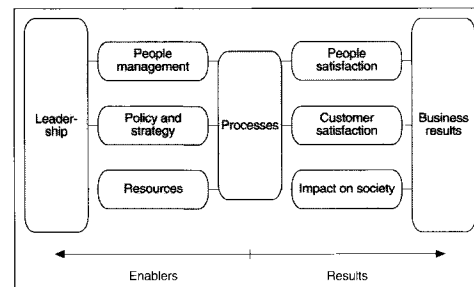 People
management
People
satisfaction
Leader-
ship
Policy and
strategy
Processes
Customer
satisfaction
Business
results
Resources
Impact on society
Enablers
Results